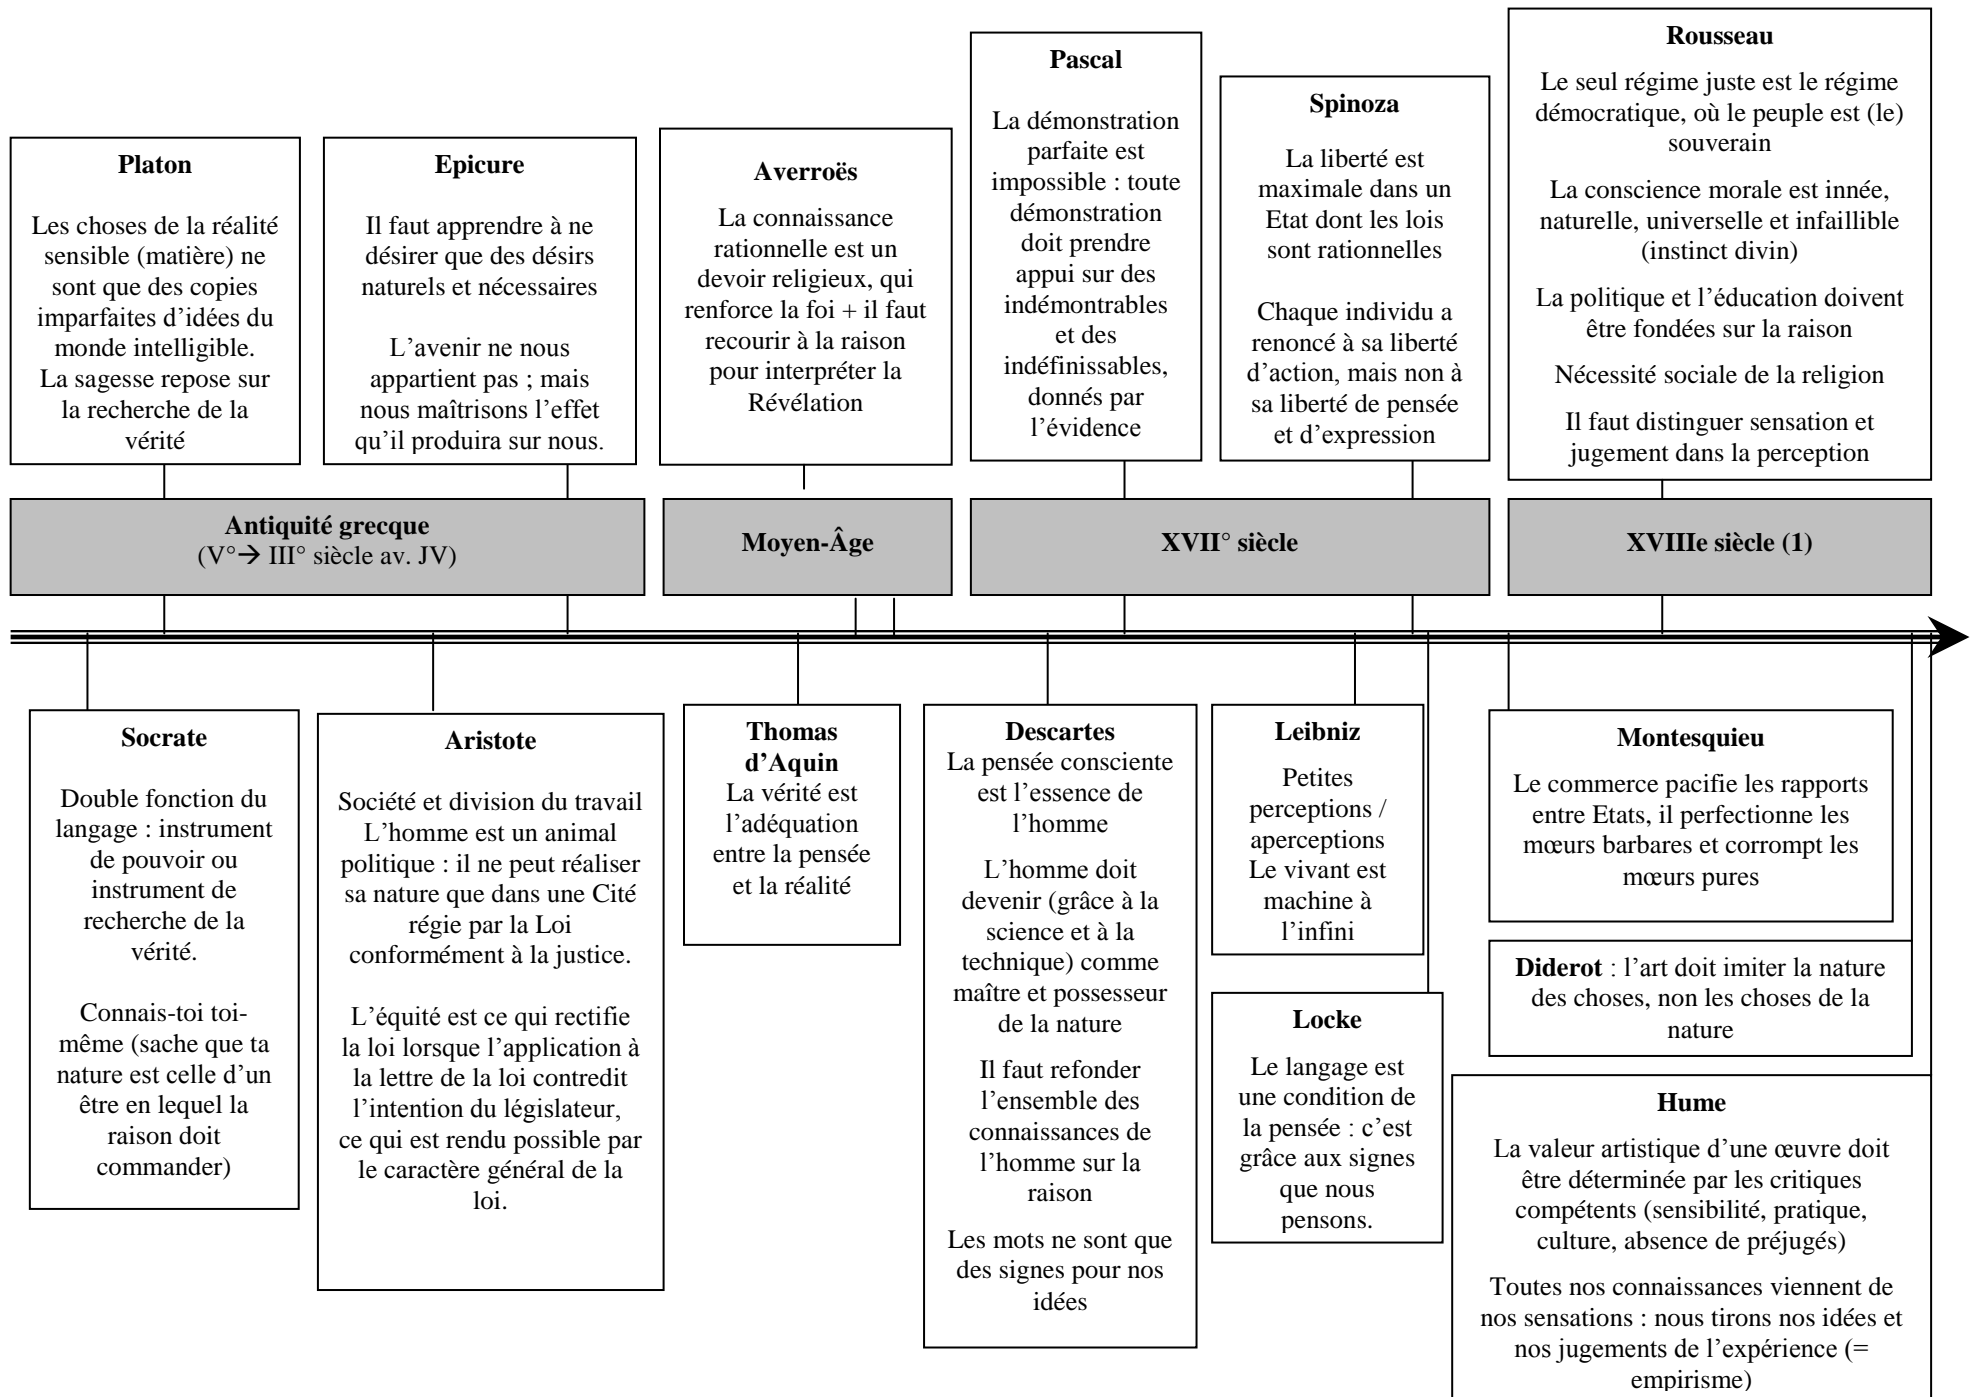 Platon
Les choses de la réalité
sensible (matière) ne
sont que des copies
imparfaites d’idées du
monde intelligible.
La sagesse repose sur
la recherche de la
vérité
Epicure
Il faut apprendre à ne
désirer que des désirs
naturels et nécessaires
L’avenir ne nous
appartient pas ; mais
nous maîtrisons l’effet
qu’il produira sur nous.
Averroës
La connaissance
rationnelle est un
devoir religieux, qui
renforce la foi + il faut
recourir à la raison
pour interpréter la
Révélation
Pascal
La démonstration
parfaite est
impossible : toute
démonstration
doit prendre
appui sur des
indémontrables
et des
indéfinissables,
donnés par
l’évidence
Spinoza
La liberté est
maximale dans un
Etat dont les lois
sont rationnelles
Chaque individu a
renoncé à sa liberté
d’action, mais non à
sa liberté de pensée
et d’expression
Rousseau
Le seul régime juste est le régime
démocratique, où le peuple est (le)
souverain
La conscience morale est innée,
naturelle, universelle et infaillible
(instinct divin)
La politique et l’éducation doivent
être fondées sur la raison
Nécessité sociale de la religion
Il faut distinguer sensation et
jugement dans la perception
Antiquité grecque
(V°→ III° siècle av. JV)
Moyen-Âge
XVII° siècle
XVIIIe siècle (1)
Socrate
Double fonction du
langage : instrument
de pouvoir ou
instrument de
recherche de la
vérité.
Connais-toi toi-
même (sache que ta
nature est celle d’un
être en lequel la
raison doit
commander)
Aristote
Société et division du travail
L’homme est un animal
politique : il ne peut réaliser
sa nature que dans une Cité
régie par la Loi
conformément à la justice.
L’équité est ce qui rectifie
la loi lorsque l’application à
la lettre de la loi contredit
l’intention du législateur,
ce qui est rendu possible par
le caractère général de la
loi.
Thomas
d’Aquin
La vérité est
l’adéquation
entre la pensée
et la réalité
Descartes
La pensée consciente
est l’essence de
l’homme
L’homme doit
devenir (grâce à la
science et à la
technique) comme
maître et possesseur
de la nature
Il faut refonder
l’ensemble des
connaissances de
l’homme sur la
raison
Les mots ne sont que
des signes pour nos
idées
Leibniz
Petites
perceptions /
aperceptions
Le vivant est
machine à
l’infini
Locke
Le langage est
une condition de
la pensée : c’est
grâce aux signes
que nous
pensons.
Montesquieu
Le commerce pacifie les rapports
entre Etats, il perfectionne les
mœurs barbares et corrompt les
mœurs pures
Diderot : l’art doit imiter la nature
des choses, non les choses de la
nature
Hume
La valeur artistique d’une œuvre doit
être déterminée par les critiques
compétents (sensibilité, pratique,
culture, absence de préjugés)
Toutes nos connaissances viennent de
nos sensations : nous tirons nos idées et
nos jugements de l’expérience (=
empirisme)